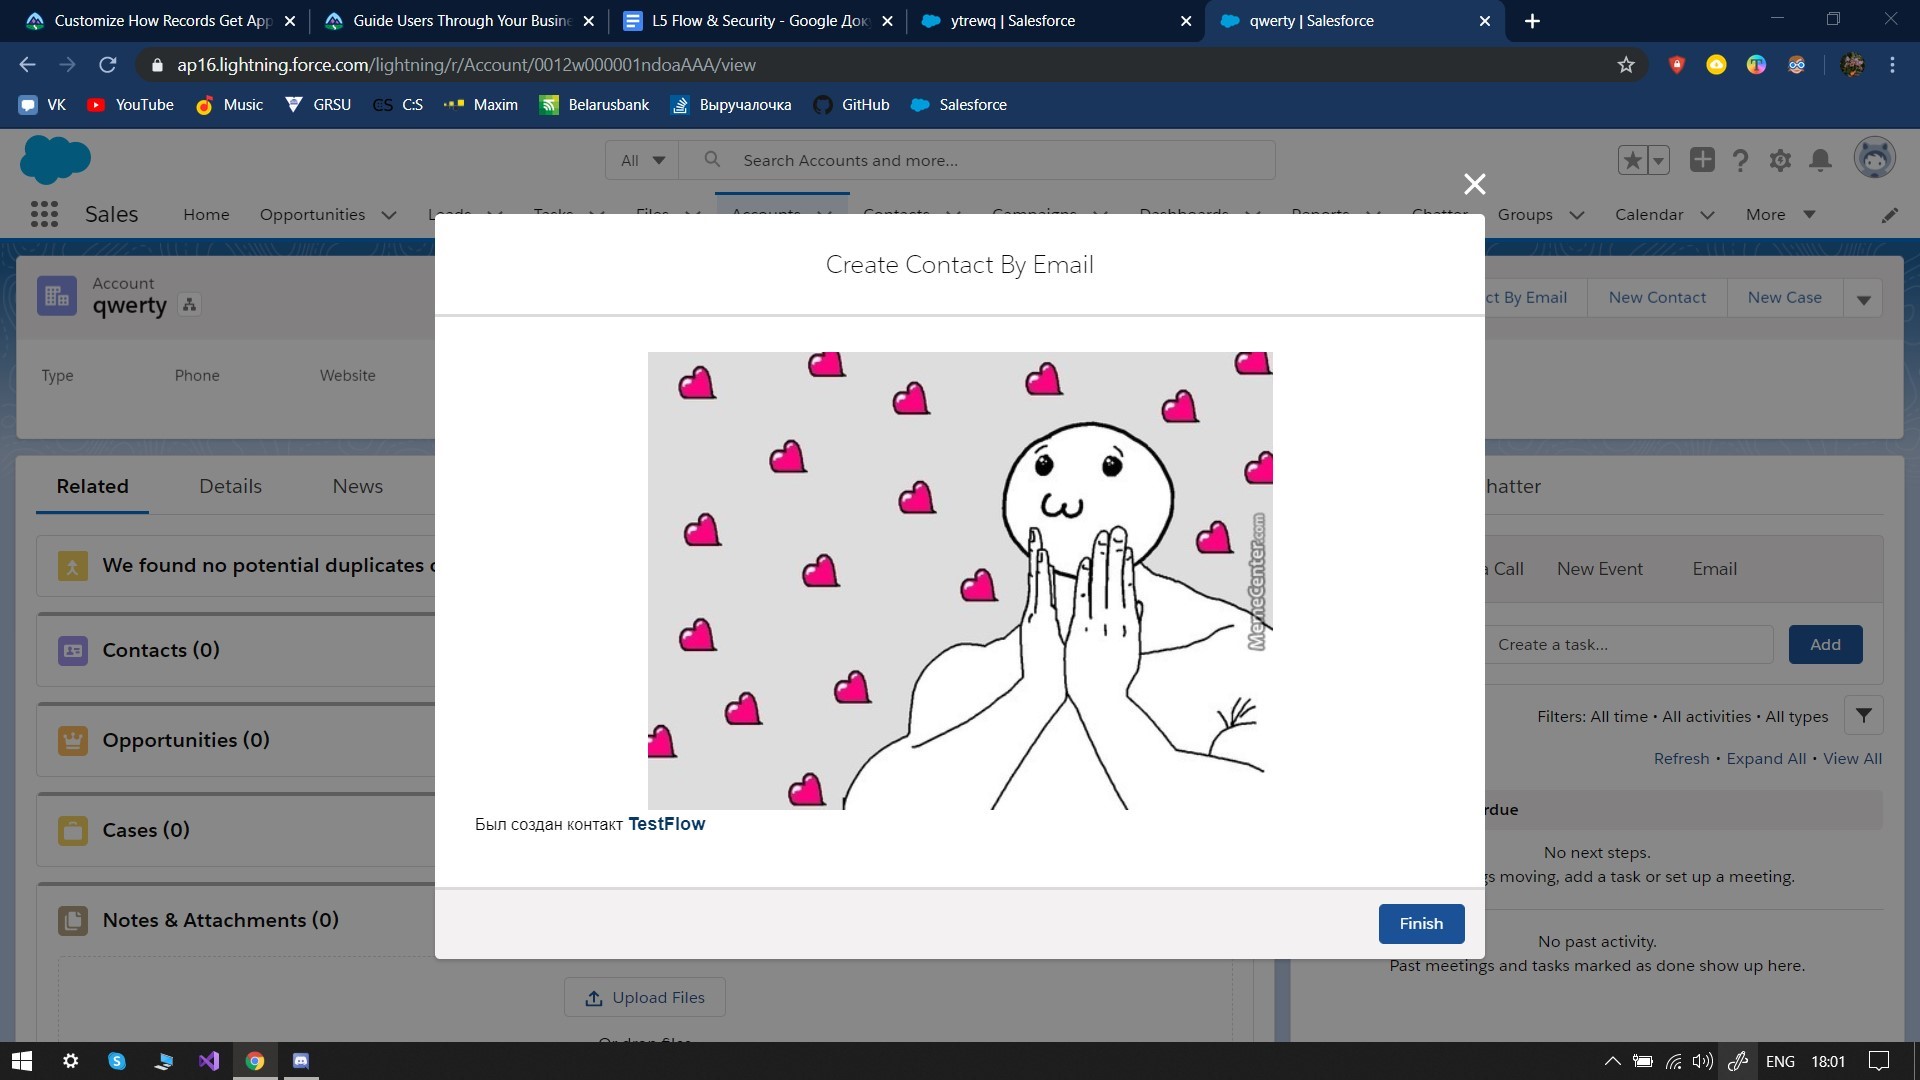 Customize How Records Get App
Guide Users Through Your Busine
L5 Flow & Security - Google Док
ytrewq | Salesforce
qwerty | Salesforce
ap16.lightning.force.com/lightning/r/Account/0012w000001ndoaAAA/view
VK
YouTube
Music
GRSU
CS C:S
Maxim
Belarusbank
Выручалочка
GitHub
Salesforce
All
Search Accounts and more...
Sales
Home
Opportunities
Leads
Tasks
Files
Accounts
Contacts
Campaigns
Dashboards
Reports
Chatter
Groups
Calendar
More
Create Contact By Email
Account
qwerty
ct By Email
New Contact
New Case
Type
Phone
Website
Related
Details
News
hatter
We found no potential duplicates o
a Call
New Event
Email
Contacts (0)
Create a task...
Add
MemeCenter.com
Opportunities (0)
Filters: All time • All activities • All types
Refresh • Expand All • View All
Cases (0)
Был создан контакт TestFlow
rdue
No next steps.
gs moving, add a task or set up a meeting.
Notes & Attachments (0)
Finish
No past activity.
Past meetings and tasks marked as done show up here.
Upload Files
Or drop files
ENG
18:01